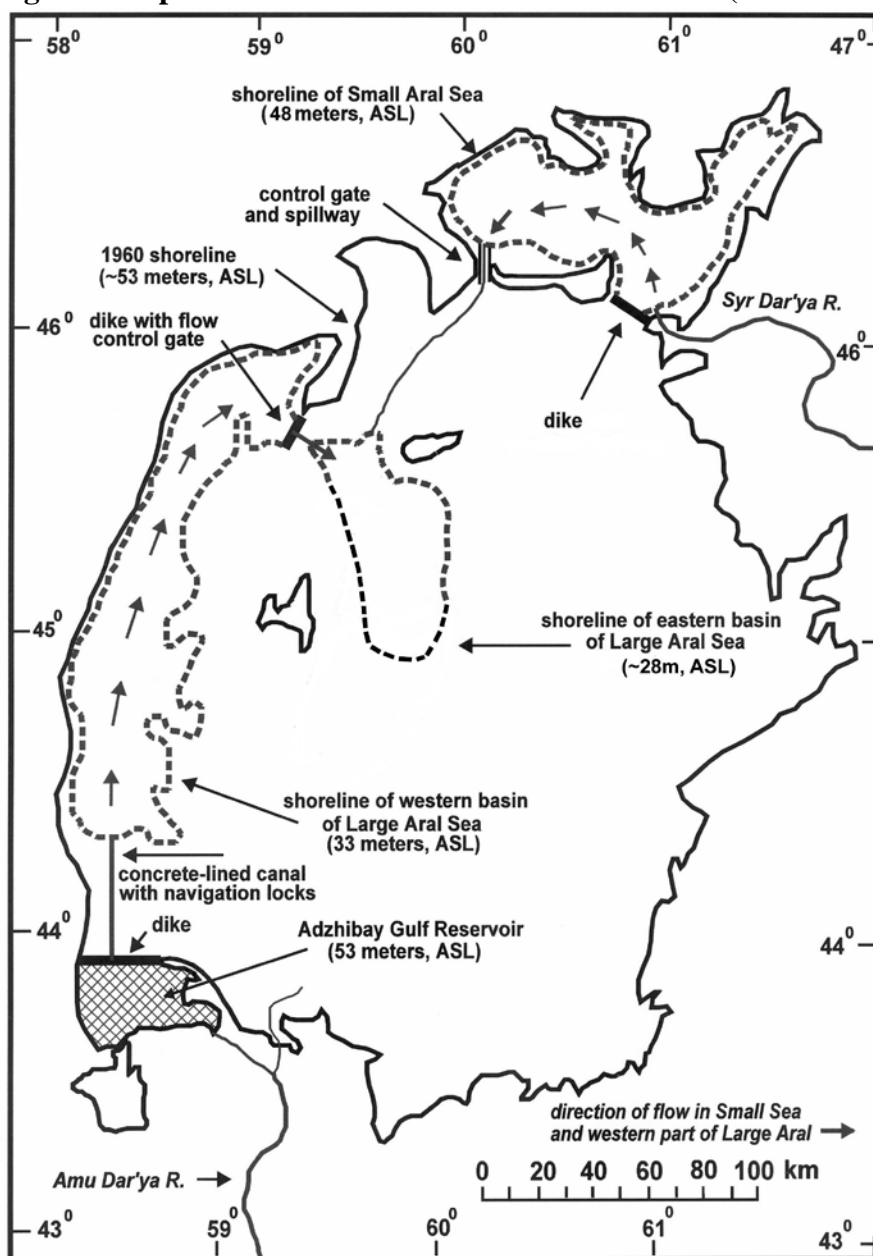 58⁰ 59⁰ 60⁰ 61⁰ 47⁰
shoreline of Small Aral Sea
(48 meters, ASL)
control gate
and spillway
1960 shoreline
(~53 meters, ASL)
Syr Dar'ya R.
46⁰
dike with flow
control gate
46⁰
dike
45⁰
shoreline of eastern basin
of Large Aral Sea
(~28m, ASL)
shoreline of western basin
of Large Aral Sea
(33 meters, ASL)
concrete-lined canal
with navigation locks
dike
44⁰
Adzhibay Gulf Reservoir
(53 meters, ASL)
44⁰
direction of flow in Small Sea
and western part of Large Aral
0 20 40 60 80 100 km
Amu Dar'ya R.
43⁰ 59⁰ 60⁰ 61⁰ 43⁰